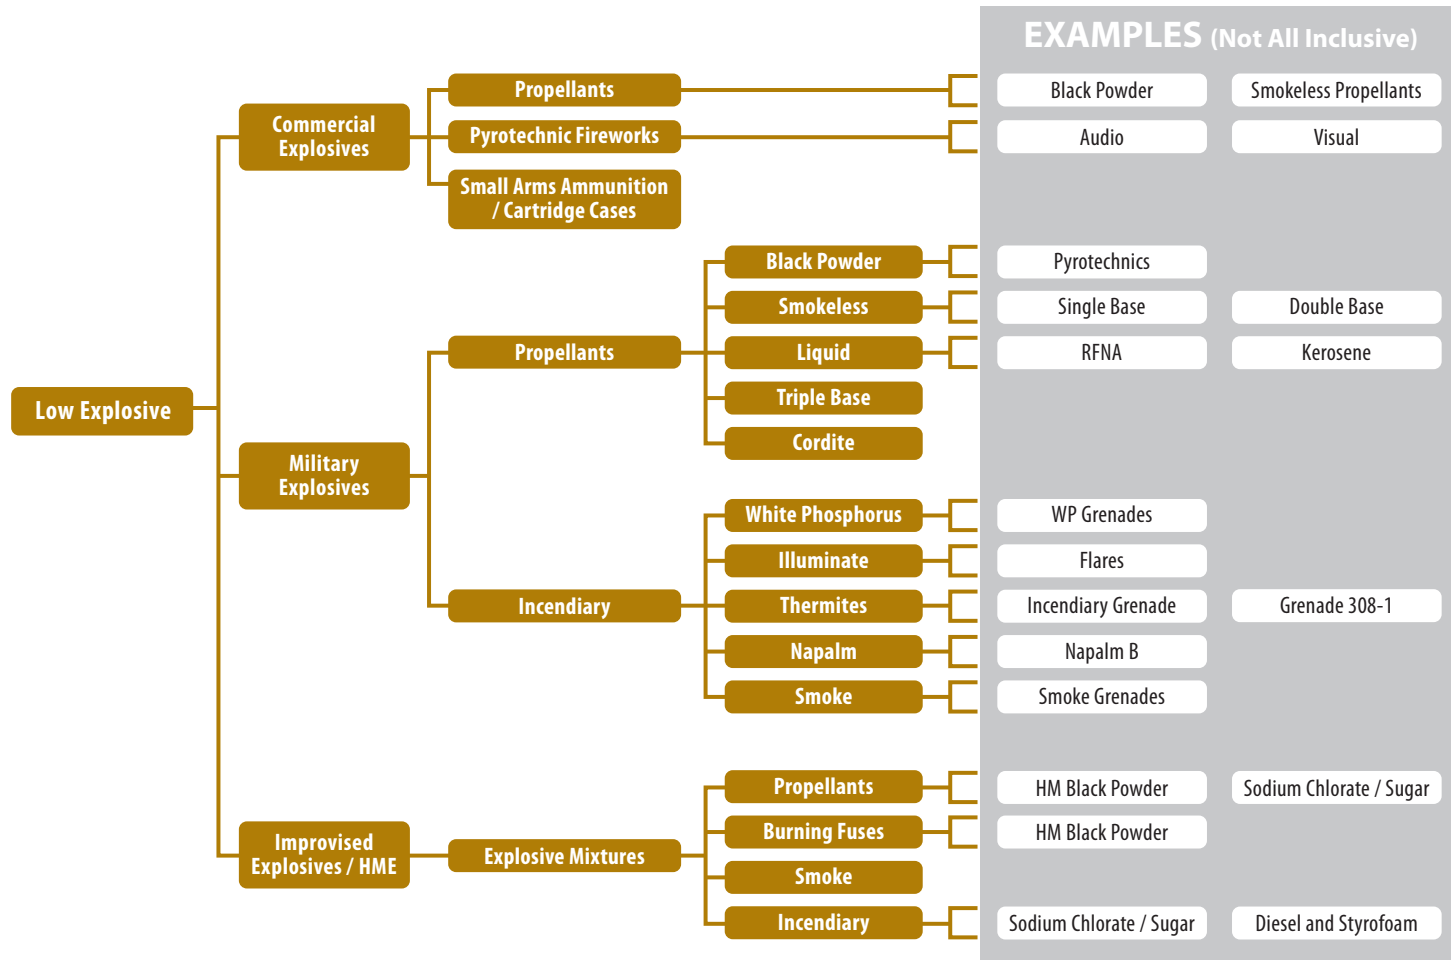 EXAMPLES (Not All Inclusive)
Propellants
Black Powder
Smokeless Propellants
Commercial
Explosives
Pyrotechnic Fireworks
Audio
Visual
Small Arms Ammunition
/ Cartridge Cases
Black Powder
Pyrotechnics
Smokeless
Single Base
Double Base
Propellants
Liquid
RFNA
Kerosene
Triple Base
Low Explosive
Cordite
Military
Explosives
White Phosphorus
WP Grenades
Illuminate
Flares
Incendiary
Thermites
Incendiary Grenade
Grenade 308-1
Napalm
Napalm B
Smoke
Smoke Grenades
Propellants
HM Black Powder
Sodium Chlorate / Sugar
Burning Fuses
HM Black Powder
Improvised
Explosives / HME
Explosive Mixtures
Smoke
Incendiary
Sodium Chlorate / Sugar
Diesel and Styrofoam